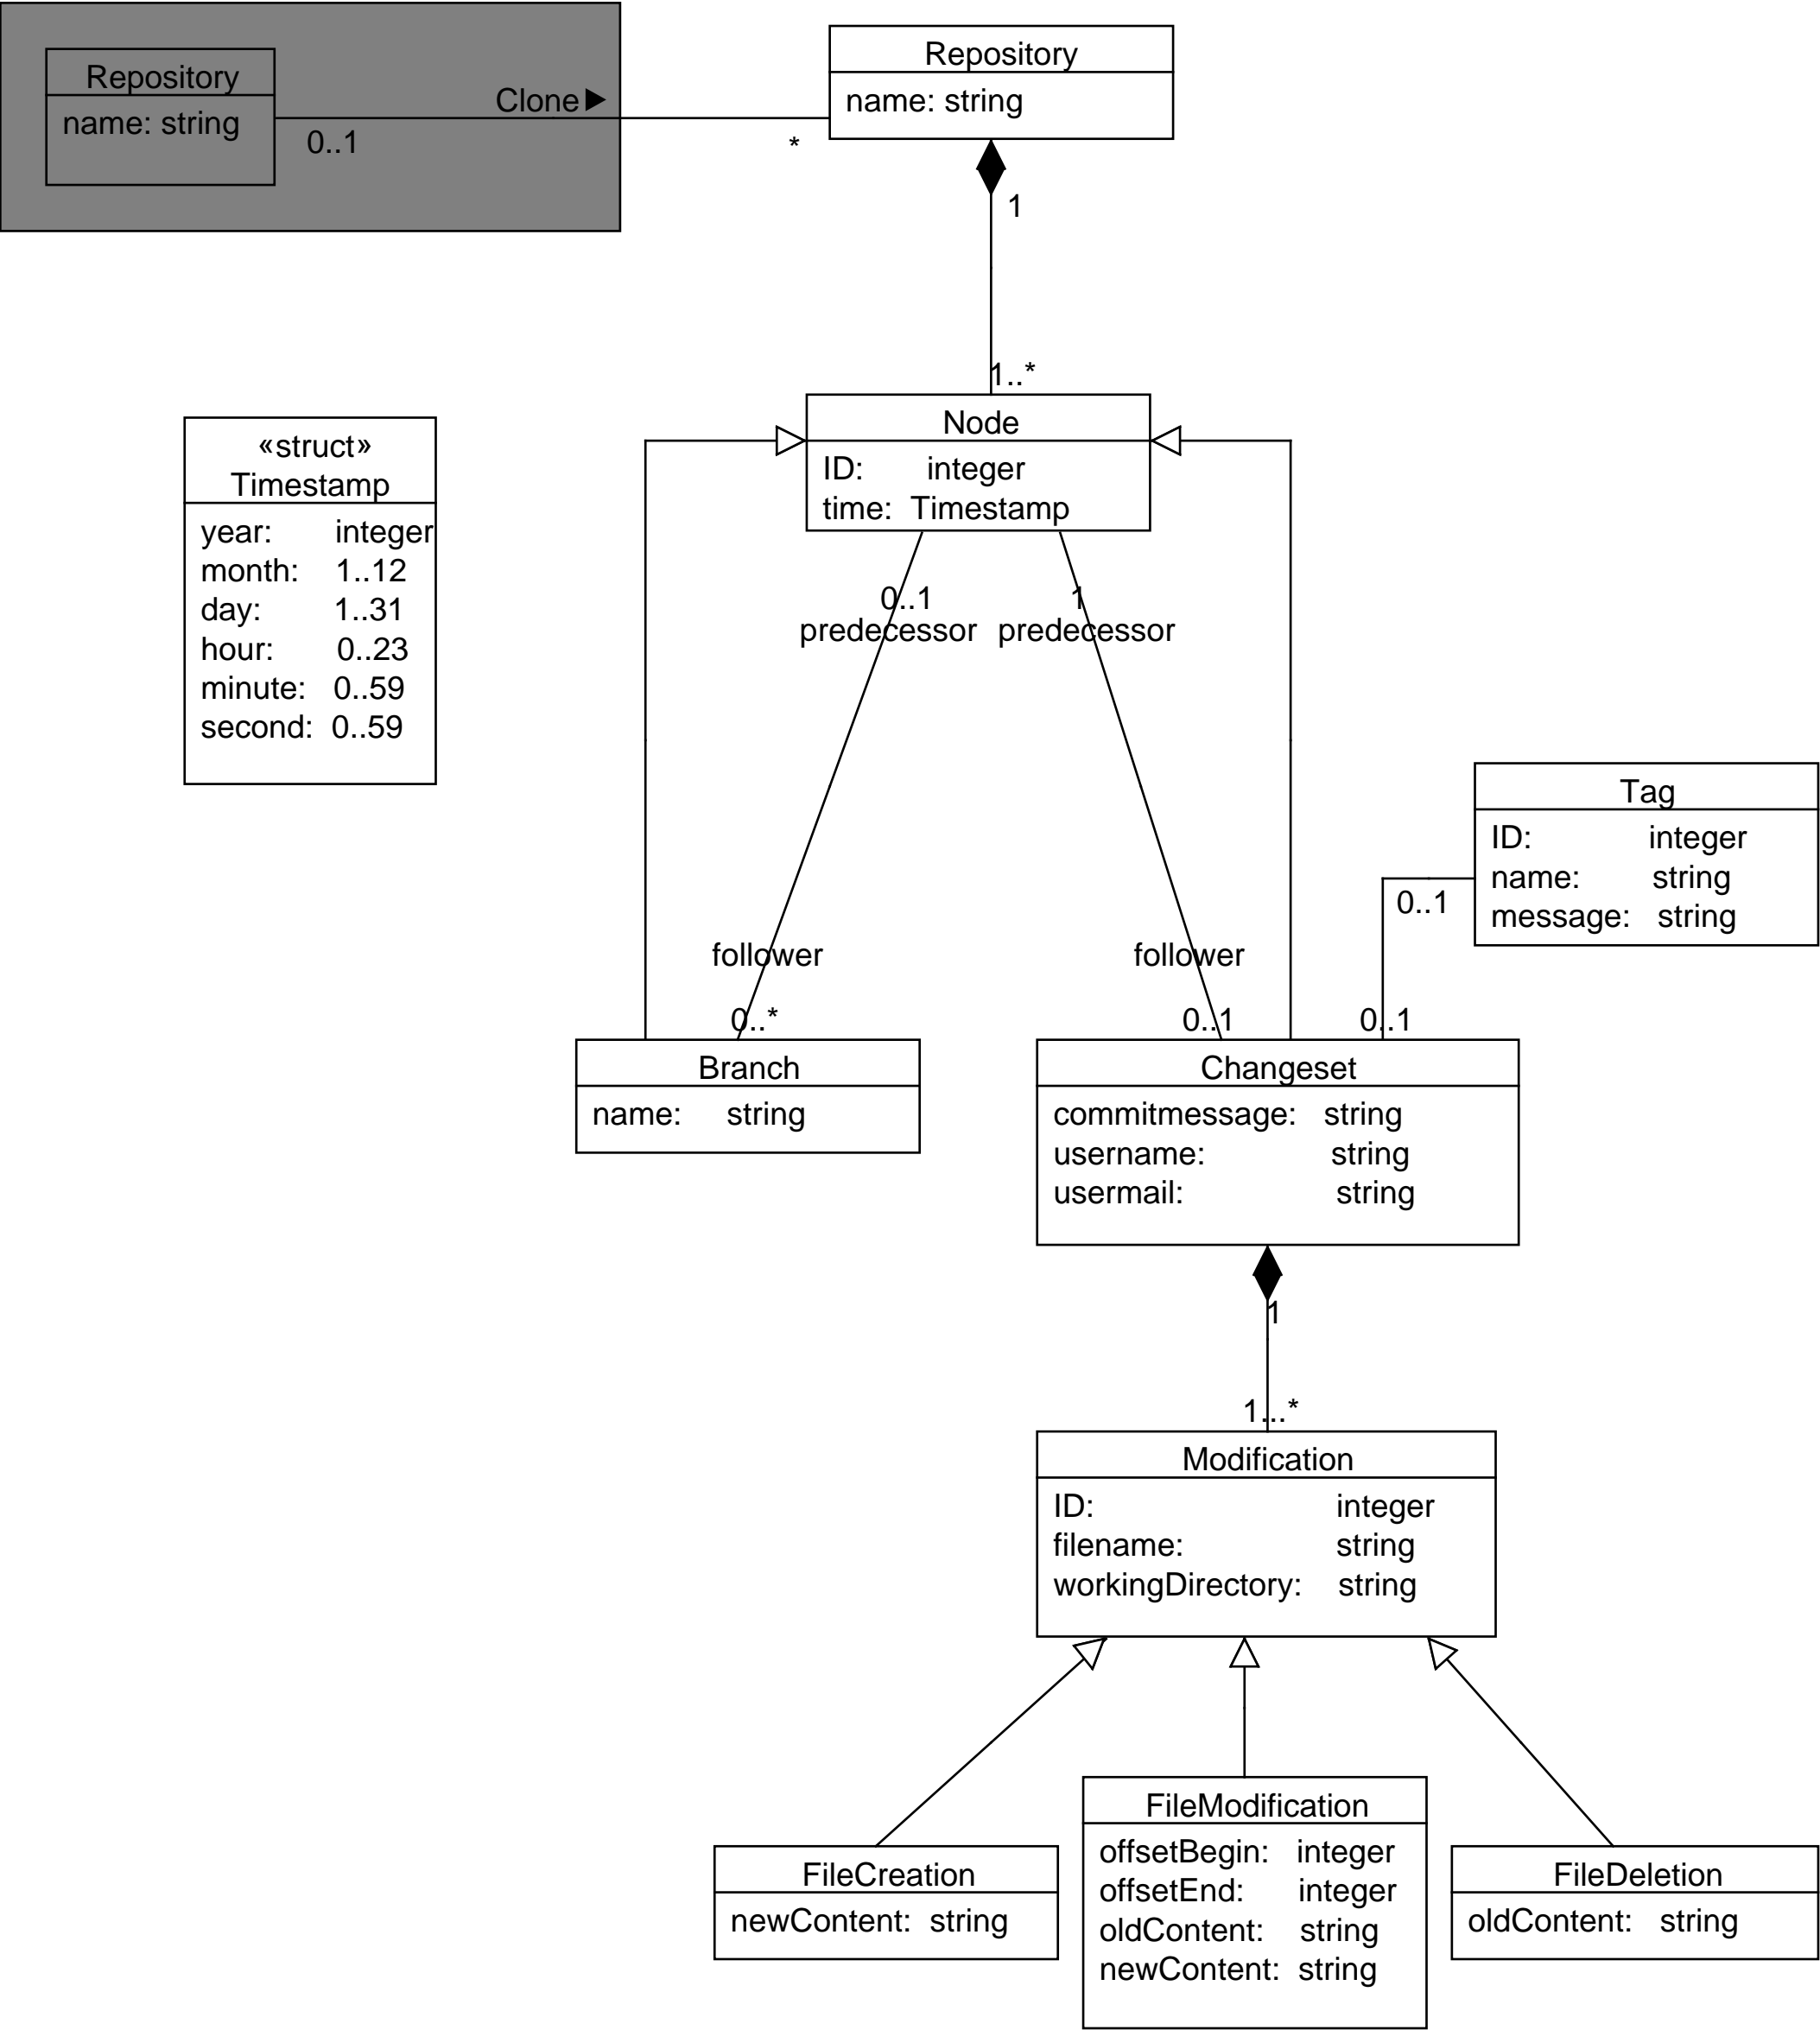 Repository
name: string
Clone
0..1
*
Repository
name: string
1
1..*
Node
ID: integer
time: Timestamp
«struct»
Timestamp
year: integer
month: 1..12
day: 1..31
hour: 0..23
minute: 0..59
second: 0..59
0..1
predecessor
1
predecessor
follower
0..*
follower
0..1
Tag
ID: integer
name: string
message: string
0..1
0..1
Branch
name: string
Changeset
commitmessage: string
username: string
usermail: string
1
1...*
Modification
ID: integer
filename: string
workingDirectory: string
FileCreation
newContent: string
FileModification
offsetBegin: integer
offsetEnd: integer
oldContent: string
newContent: string
FileDeletion
oldContent: string